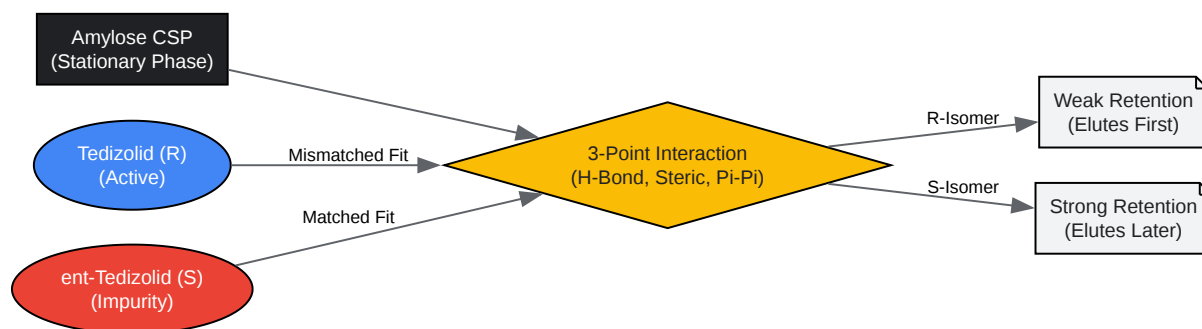 Amylose CSP
(Stationary Phase)
Tedizolid (R)
(Active)
Mismatched Fit
ent-Tedizolid (S)
(Impurity)
Matched Fit
3-Point Interaction
(H-Bond, Steric, Pi-Pi)
R-Isomer
Weak Retention
(Elutes First)
S-Isomer
Strong Retention
(Elutes Later)